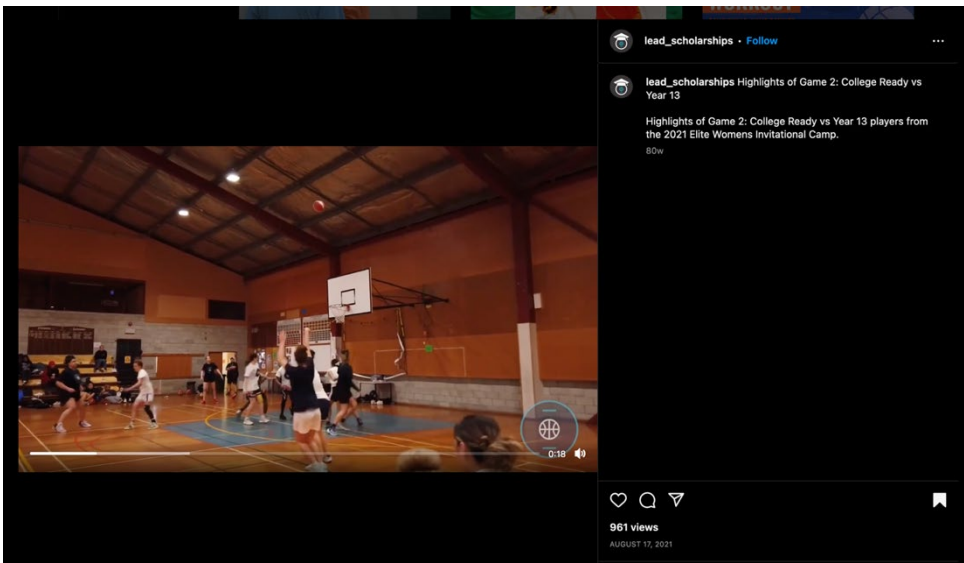 WORKOUT
lead_scholarships • Follow
lead_scholarships Highlights of Game 2: College Ready vs
Year 13
Highlights of Game 2: College Ready vs Year 13 players from
the 2021 Elite Womens Invitational Camp.
80w
0:18
961 views
AUGUST 17, 2021